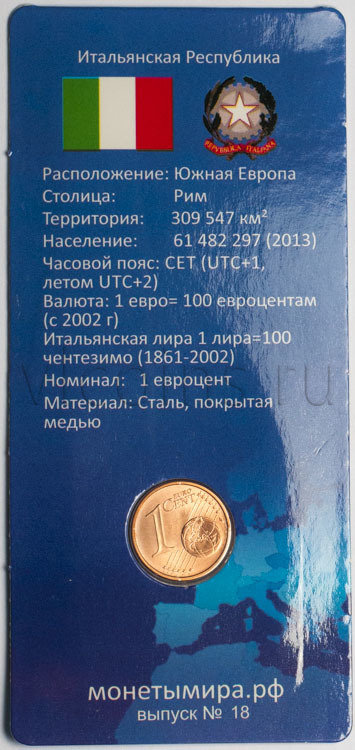 Итальянская Республика
REPVBBLICA ITALIANA
Расположение: Южная Европа
Столица: Рим
Территория: 309 547 км²
Население: 61 482 297 (2013)
Часовой пояс: CET (UTC+1,
летом UTC+2)
Валюта: 1 евро= 100 евроцентам
(с 2002 г)
Итальянская лира 1 лира=100
чентезимо (1861-2002)
Номинал: 1 евроцент
Материал: Сталь, покрытая
медью
1 EURO
CENT
монетымира.рф
выпуск № 18